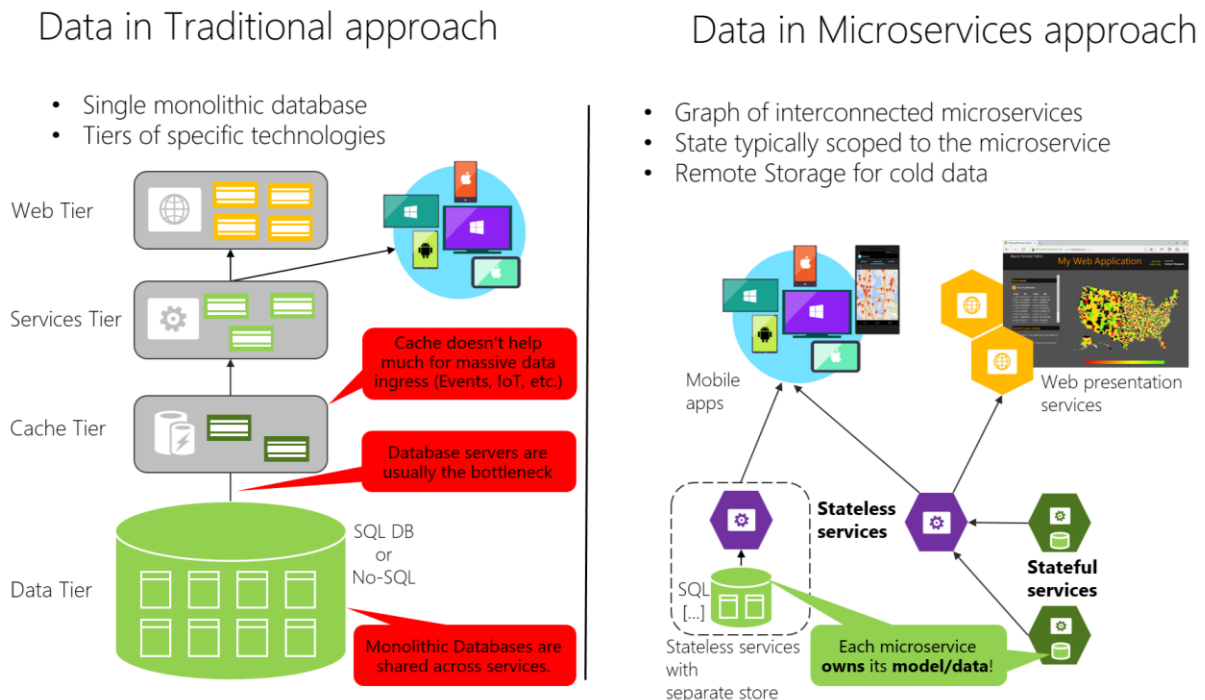 Data in Traditional approach
• Single monolithic database
• Tiers of specific technologies
Web Tier
Services Tier
Cache Tier
Data Tier
Cache doesn't help
much for massive data
ingress (Events, IoT, etc.)
Database servers are
usually the bottleneck
SQL DB
or
No-SQL
Monolithic Databases are
shared across services.
Data in Microservices approach
• Graph of interconnected microservices
• State typically scoped to the microservice
• Remote Storage for cold data
My Web Application
Mobile
apps
Web presentation
services
Stateless
services
Stateful
services
SQL
[...]
Stateless services
with
separate store
Each microservice
owns its model/data!